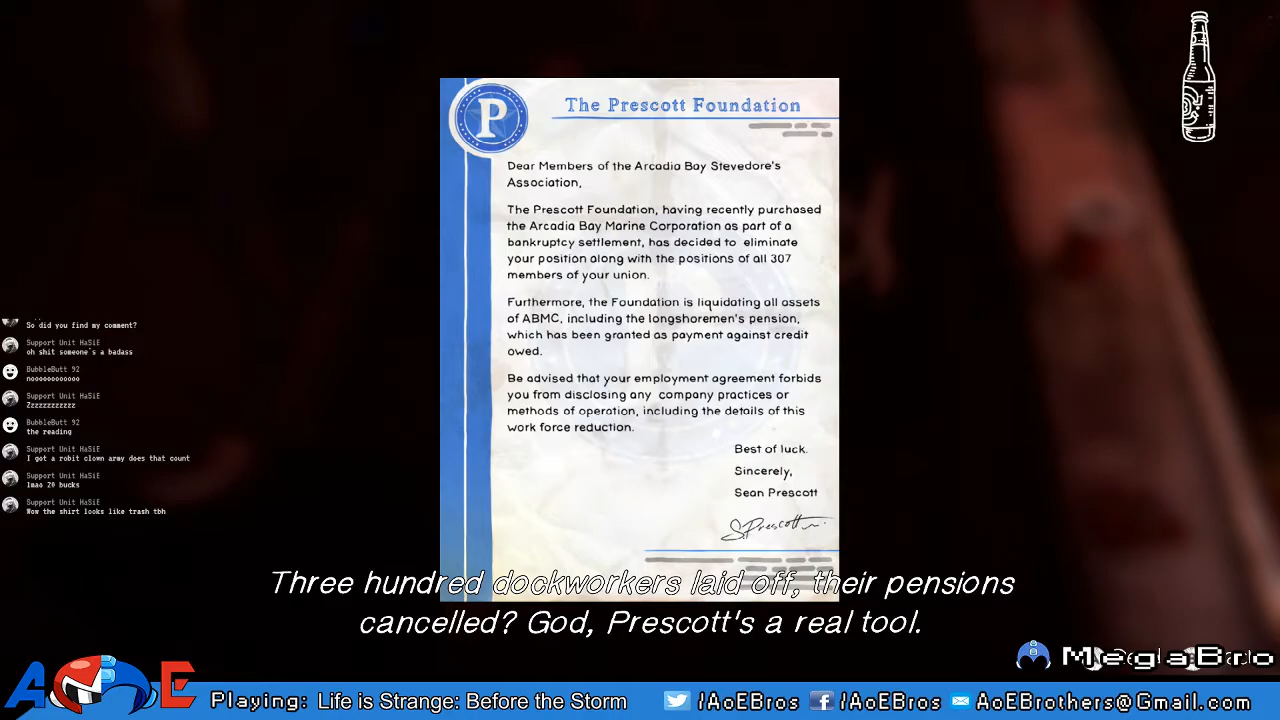 P
The Prescott Foundation
Dear Members of the Arcadia Bay Stevedore's
Association,
The Prescott Foundation, having recently purchased
the Arcadia Bay Marine Corporation as part of a
bankruptcy settlement, has decided to eliminate
your position along with the positions of all 307
members of your union.
Furthermore, the Foundation is liquidating all assets
of ABMC, including the longshoremen's pension,
which has been granted as payment against credit
owed.
Be advised that your employment agreement forbids
you from disclosing any company practices or
methods of operation, including the details of this
work force reduction.
Best of luck.
Sincerely,
Sean Prescott
S. Prescott
So did you find my comment?
Support Unit HaSiE
oh shit someone's a badass
BubbleButt 92
noooooooooooo
Support Unit HaSiE
Zzzzzzzzzzz
BubbleButt 92
the reading
Support Unit HaSiE
I got a robit clown army does that count
Support Unit HaSiE
lmao 20 bucks
Support Unit HaSiE
Wow the shirt looks like trash tbh
Three hundred dockworkers laid off, their pensions
cancelled? God, Prescott's a real tool.
MegaBro
AOE
Playing: Life is Strange: Before the Storm
/AoEBros
/AoEBros
AoEBrothers@Gmail.com